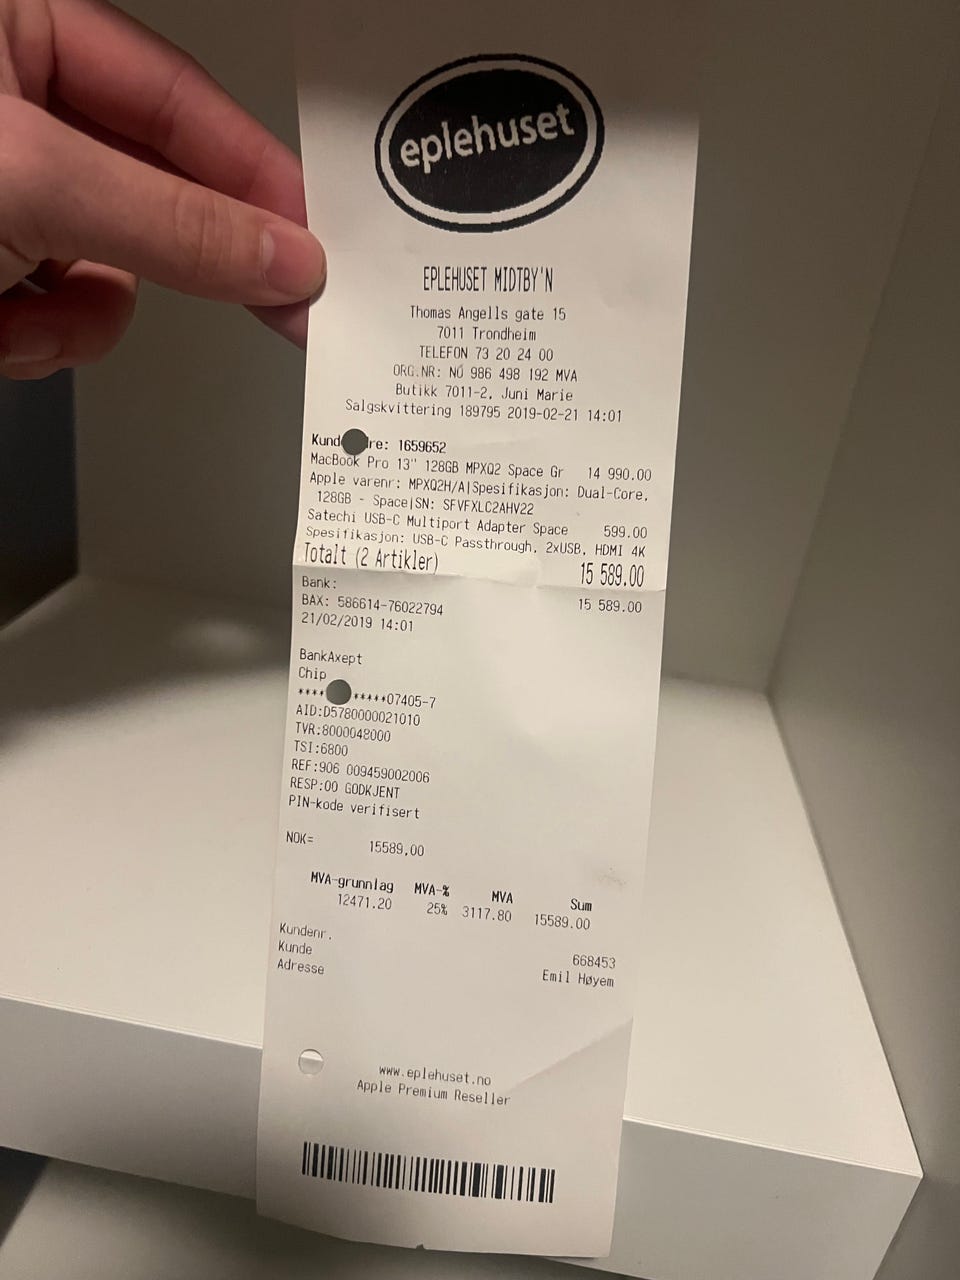 eplehuset
EPLEHUSET MIDTBY'N
Thomas Angells gate 15
7011 Trondheim
TELEFON 73 20 24 00
ORG.NR: NO 986 498 192 MVA
Butikk 7011-2, Juni Marie
Salgskvittering 189795 2019-02-21 14:01
Kund re: 1659652
MacBook Pro 13" 128GB MPXQ2 Space Gr 14 990.00
Apple varenr: MPXQ2H/A|Spesifikasjon: Dual-Core,
128GB - Space|SN: SFVFXLC2AHV22
Satechi USB-C Multiport Adapter Space 599.00
Spesifikasjon: USB-C Passthrough, 2xUSB, HDMI 4K
Totalt (2 Artikler) 15 589.00
Bank: 15 589.00
BAX: 586614-76022794
21/02/2019 14:01
BankAxept
Chip
**** *****07405-7
AID:D5780000021010
TVR:8000048000
TSI:6800
REF:906 009459002006
RESP:00 GODKJENT
PIN-kode verifisert
NOK= 15589,00
MVA-grunnlag MVA-% MVA Sum
12471.20 25% 3117.80 15589.00
Kundenr. 668453
Kunde Emil Høyem
Adresse
www.eplehuset.no
Apple Premium Reseller